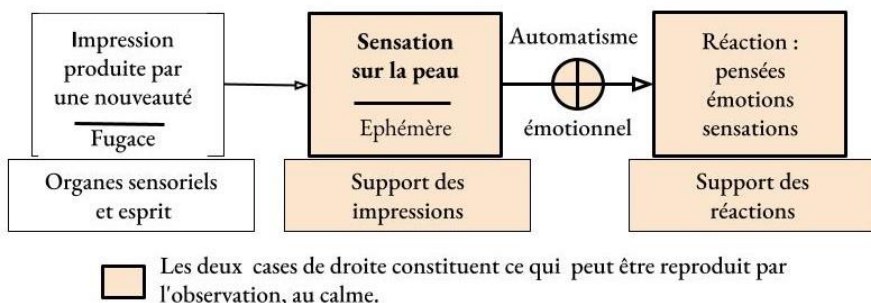 Impression
produite par
une nouveauté
Fugace
Organes sensoriels
et esprit
Sensation
sur la peau
Ephémère
Support des
impressions
Automatisme
émotionnel
Réaction :
pensées
émotions
sensations
Support des
réactions
Les deux cases de droite constituent ce qui peut être reproduit par
l'observation, au calme.